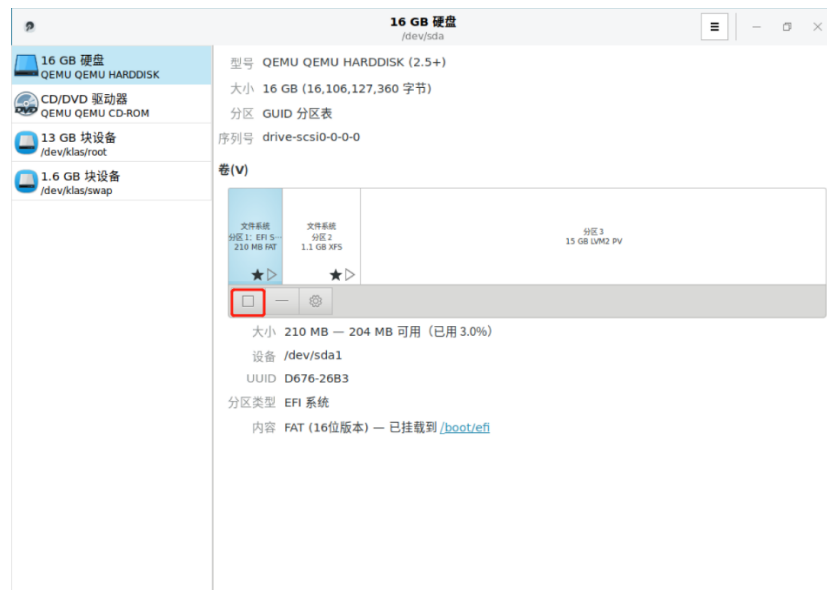 16 GB 硬盘
/dev/sda
16 GB 硬盘
QEMU QEMU HARDDISK
CD/DVD 驱动器
QEMU QEMU CD-ROM
13 GB 块设备
/dev/klas/root
1.6 GB 块设备
/dev/klas/swap
型号 QEMU QEMU HARDDISK (2.5+)
大小 16 GB (16,106,127,360 字节)
分区 GUID 分区表
序列号 drive-scsi0-0-0-0
卷(V)
文件系统
分区 1: EFI S…
210 MB FAT
文件系统
分区 2
1.1 GB XFS
分区 3
15 GB LVM2 PV
大小 210 MB — 204 MB 可用（已用 3.0%）
设备 /dev/sda1
UUID D676-26B3
分区类型 EFI 系统
内容 FAT (16位版本) — 已挂载到 /boot/efi